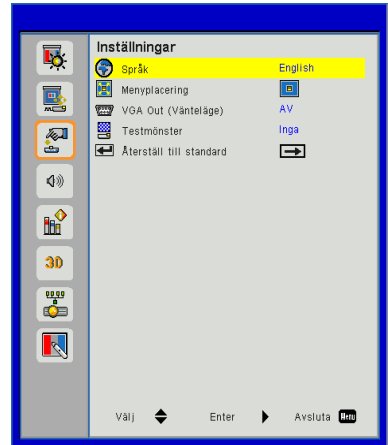 Inställningar
Språk English
Menyplacering
VGA Out (Vänteläge) AV
Testmönster Inga
Återställ till standard
3D
Välj Enter Avsluta Menu